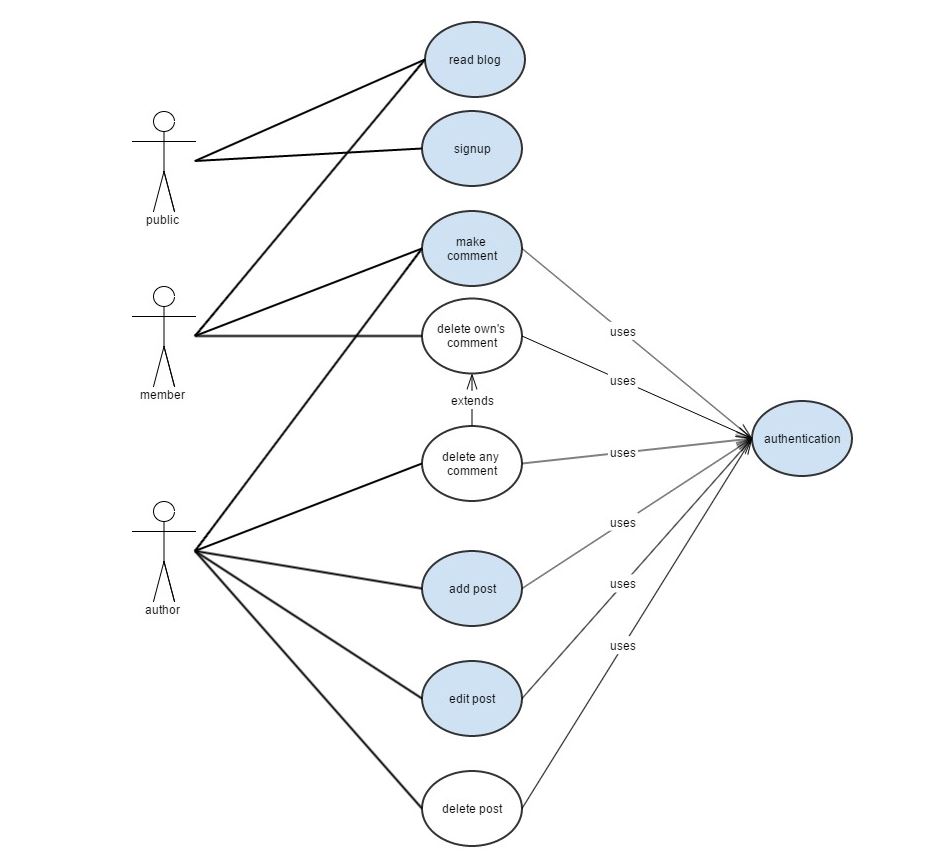 read blog
signup
public
make
comment
uses
member
delete own's
comment
uses
extends
authentication
delete any
comment
uses
uses
author
add post
uses
edit post
uses
delete post